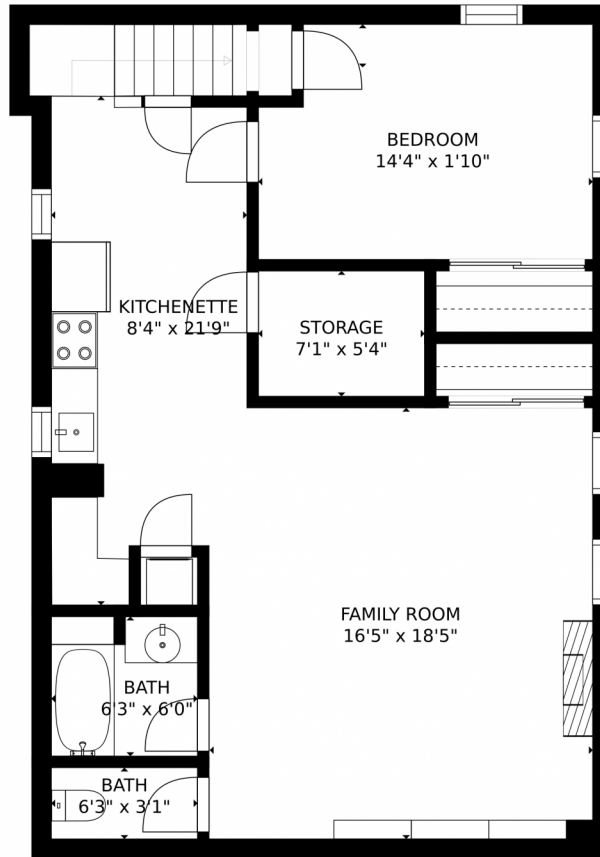 BEDROOM
14'4" x 1'10"
KITCHENETTE
8'4" x 21'9"
STORAGE
7'1" x 5'4"
FAMILY ROOM
16'5" x 18'5"
BATH
6'3" x 6'0"
BATH
6'3" x 3'1"